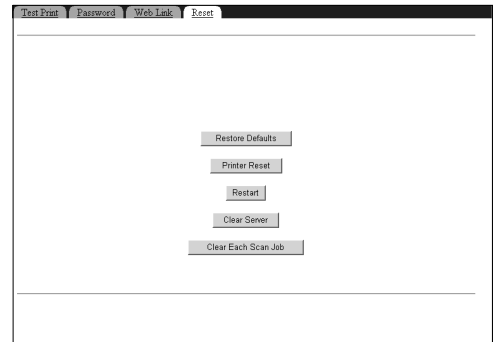 Test Print Password Web Link Reset
Restore Defaults
Printer Reset
Restart
Clear Server
Clear Each Scan Job